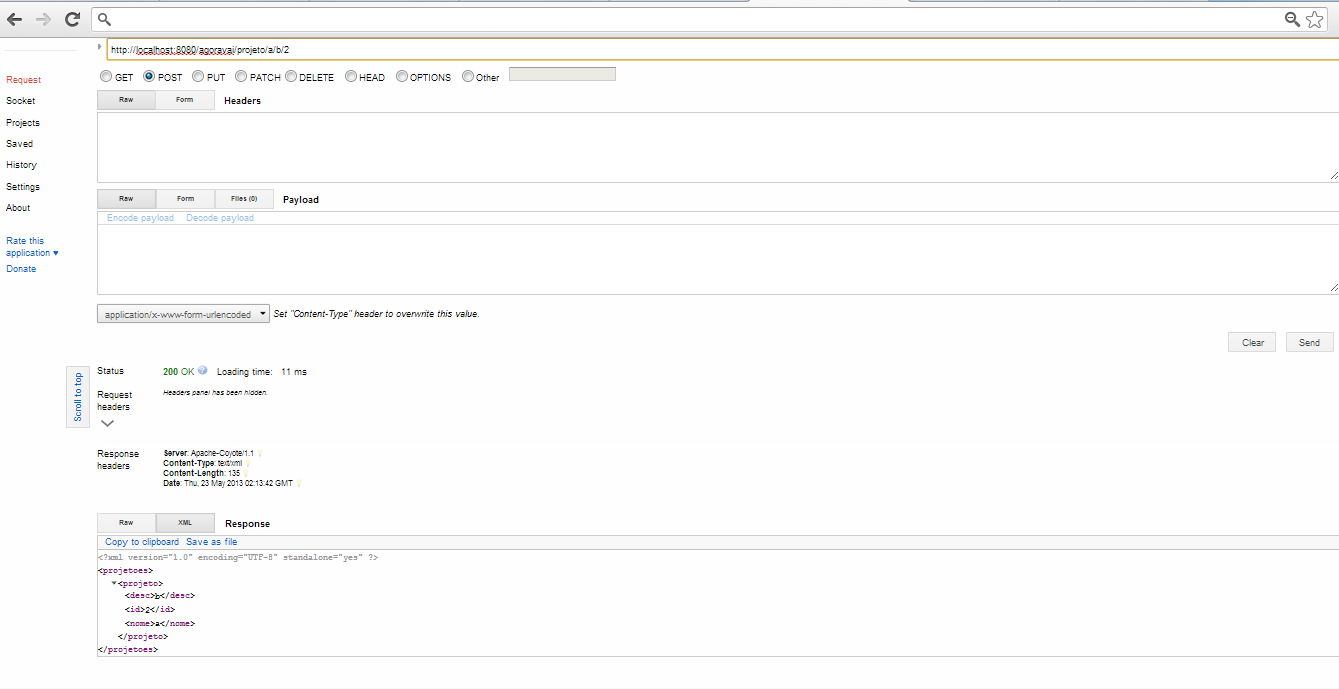 http://localhost:8080/agoravai/projeto/a/b/2
GET POST PUT PATCH DELETE HEAD OPTIONS Other
Request
Socket
Projects
Saved
History
Settings
About
Rate this
application
Donate
Raw Form Headers
Raw Form Files (0) Payload
Encode payload Decode payload
application/x-www-form-urlencoded Set "Content-Type" header to overwrite this value.
Clear Send
Scroll to top
Status 200 OK Loading time: 11 ms
Request
headers
Headers panel has been hidden.
Response
headers
Server: Apache-Coyote/1.1
Content-Type: text/xml
Content-Length: 135
Date: Thu, 23 May 2013 02:13:42 GMT
Raw XML Response
Copy to clipboard Save as file
<?xml version="1.0" encoding="UTF-8" standalone="yes" ?>
<projetoes>
<projeto>
<desc>b</desc>
<id>2</id>
<nome>a</nome>
</projeto>
</projetoes>